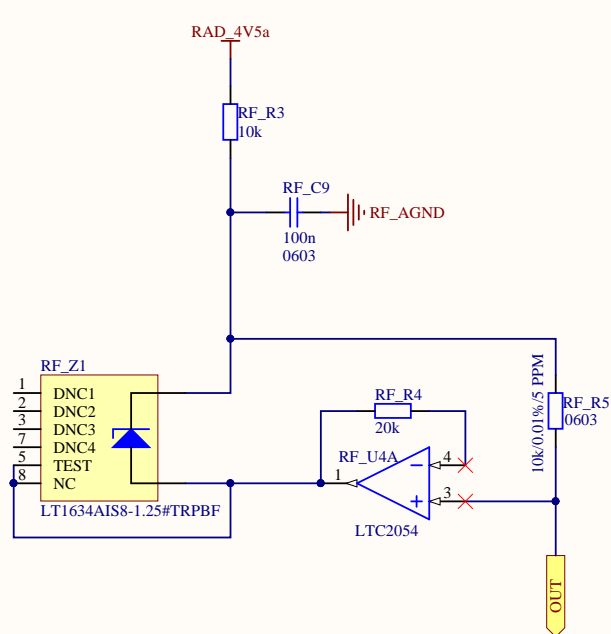 RAD_4V5a
RF_R3
10k
RF_C9
RF_AGND
100n
0603
RF_Z1
1
DNC1
2
DNC2
3
DNC3
7
DNC4
5
TEST
8
NC
LT1634AIS8-1.25#TRPBF
RF_R4
20k
RF_U4A
4
1
3
LTC2054
10k/0.01%/5 PPM
RF_R5
0603
OUT